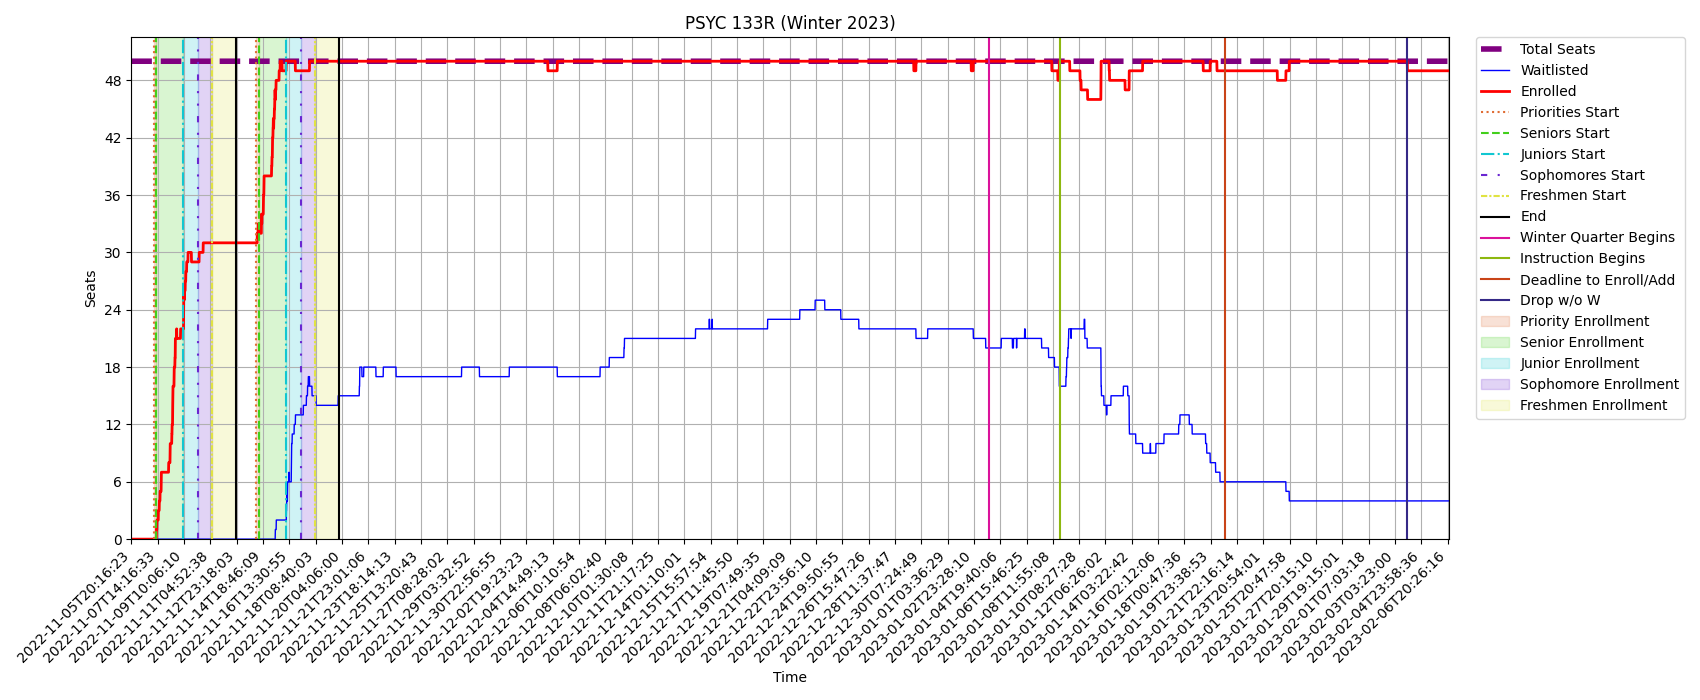 PSYC 133R (Winter 2023)
Seats
48
42
36
30
24
18
12
6
0
2022-11-05T20:16:23
2022-11-07T14:16:33
2022-11-09T10:06:10
2022-11-11T04:52:38
2022-11-12T23:18:03
2022-11-14T18:46:09
2022-11-16T13:30:55
2022-11-18T08:40:03
2022-11-20T04:06:00
2022-11-21T23:01:06
2022-11-23T18:14:13
2022-11-25T13:20:43
2022-11-27T08:28:02
2022-11-30T22:56:55
2022-12-02T19:23:23
2022-12-04T14:49:13
2022-12-06T10:10:54
2022-12-08T06:02:40
2022-12-10T01:30:08
2022-12-11T21:17:25
2022-12-14T01:10:01
2022-12-15T15:57:54
2022-12-17T11:45:50
2022-12-19T07:49:35
2022-12-21T04:09:09
2022-12-22T23:56:10
2022-12-24T19:50:55
2022-12-26T15:47:26
2022-12-28T11:37:47
2022-12-30T07:24:49
2023-01-01T03:36:29
2023-01-02T23:28:10
2023-01-04T19:40:06
2023-01-06T15:46:25
2023-01-08T11:55:08
2023-01-10T08:27:28
2023-01-12T06:26:02
2023-01-14T03:22:42
2023-01-16T02:12:06
2023-01-18T00:47:36
2023-01-19T23:38:53
2023-01-21T22:16:14
2023-01-23T20:54:01
2023-01-25T20:47:58
2023-01-27T20:15:10
2023-01-29T19:15:01
2023-02-01T07:03:18
2023-02-03T03:23:00
2023-02-04T23:58:36
2023-02-06T20:26:16
Time
Total Seats
Waitlisted
Enrolled
Priorities Start
Seniors Start
Juniors Start
Sophomores Start
Freshmen Start
End
Winter Quarter Begins
Instruction Begins
Deadline to Enroll/Add
Drop w/o W
Priority Enrollment
Senior Enrollment
Junior Enrollment
Sophomore Enrollment
Freshmen Enrollment